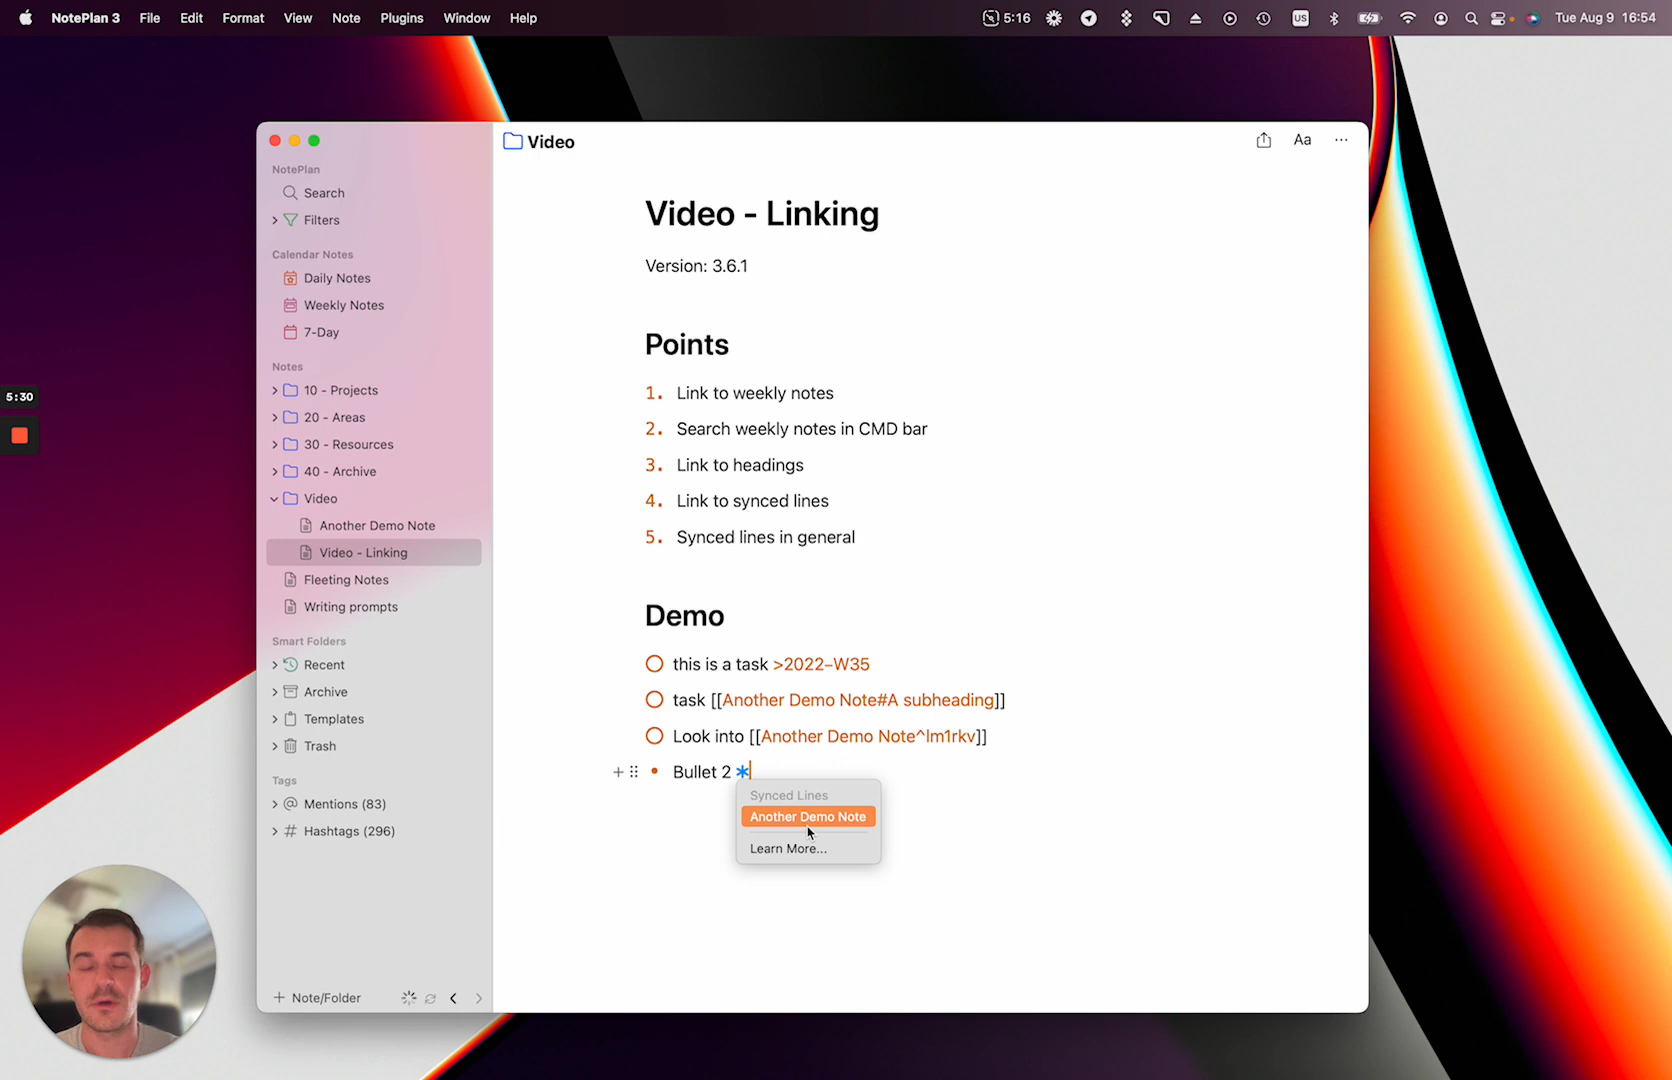 NotePlan 3 File Edit Format View Note Plugins Window Help 5:16 US Tue Aug 9 16:54
Video
Aa
NotePlan
Search
Filters
Calendar Notes
Daily Notes
Weekly Notes
7-Day
Notes
10 - Projects
20 - Areas
30 - Resources
40 - Archive
Video
Another Demo Note
Video - Linking
Fleeting Notes
Writing prompts
Smart Folders
Recent
Archive
Templates
Trash
Tags
@ Mentions (83)
# Hashtags (296)
+ Note/Folder
5:30
Video - Linking
Version: 3.6.1
Points
1. Link to weekly notes
2. Search weekly notes in CMD bar
3. Link to headings
4. Link to synced lines
5. Synced lines in general
Demo
this is a task >2022-W35
task [[Another Demo Note#A subheading]]
Look into [[Another Demo Note^lm1rkv]]
+ • Bullet 2 *
Synced Lines
Another Demo Note
Learn More...